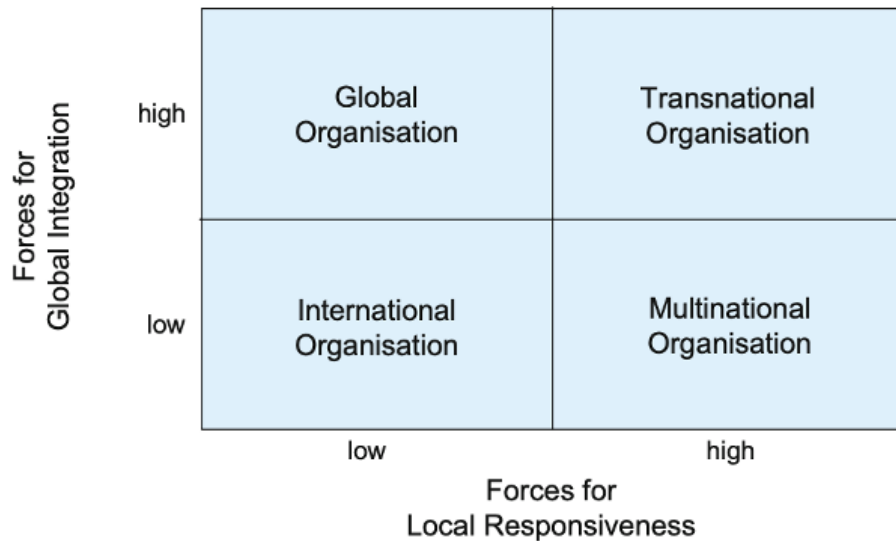 Forces for
Global Integration
high
Global
Organisation
Transnational
Organisation
low
International
Organisation
Multinational
Organisation
low
high
Forces for
Local Responsiveness